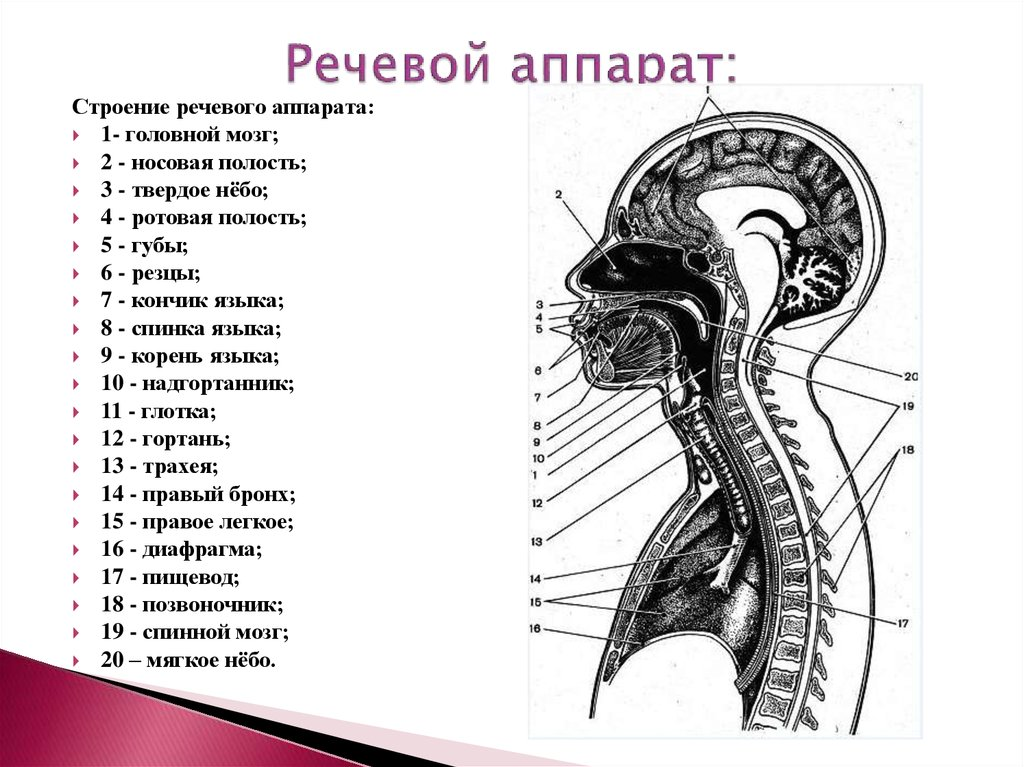 Речевой аппарат:
Строение речевого аппарата:
1- головной мозг;
2 - носовая полость;
3 - твердое нёбо;
4 - ротовая полость;
5 - губы;
6 - резцы;
7 - кончик языка;
8 - спинка языка;
9 - корень языка;
10 - надгортанник;
11 - глотка;
12 - гортань;
13 - трахея;
14 - правый бронх;
15 - правое легкое;
16 - диафрагма;
17 - пищевод;
18 - позвоночник;
19 - спинной мозг;
20 – мягкое нёбо.
1
2
3
4
5
6
7
8
9
10
1
12
13
14
15
16
20
19
18
17